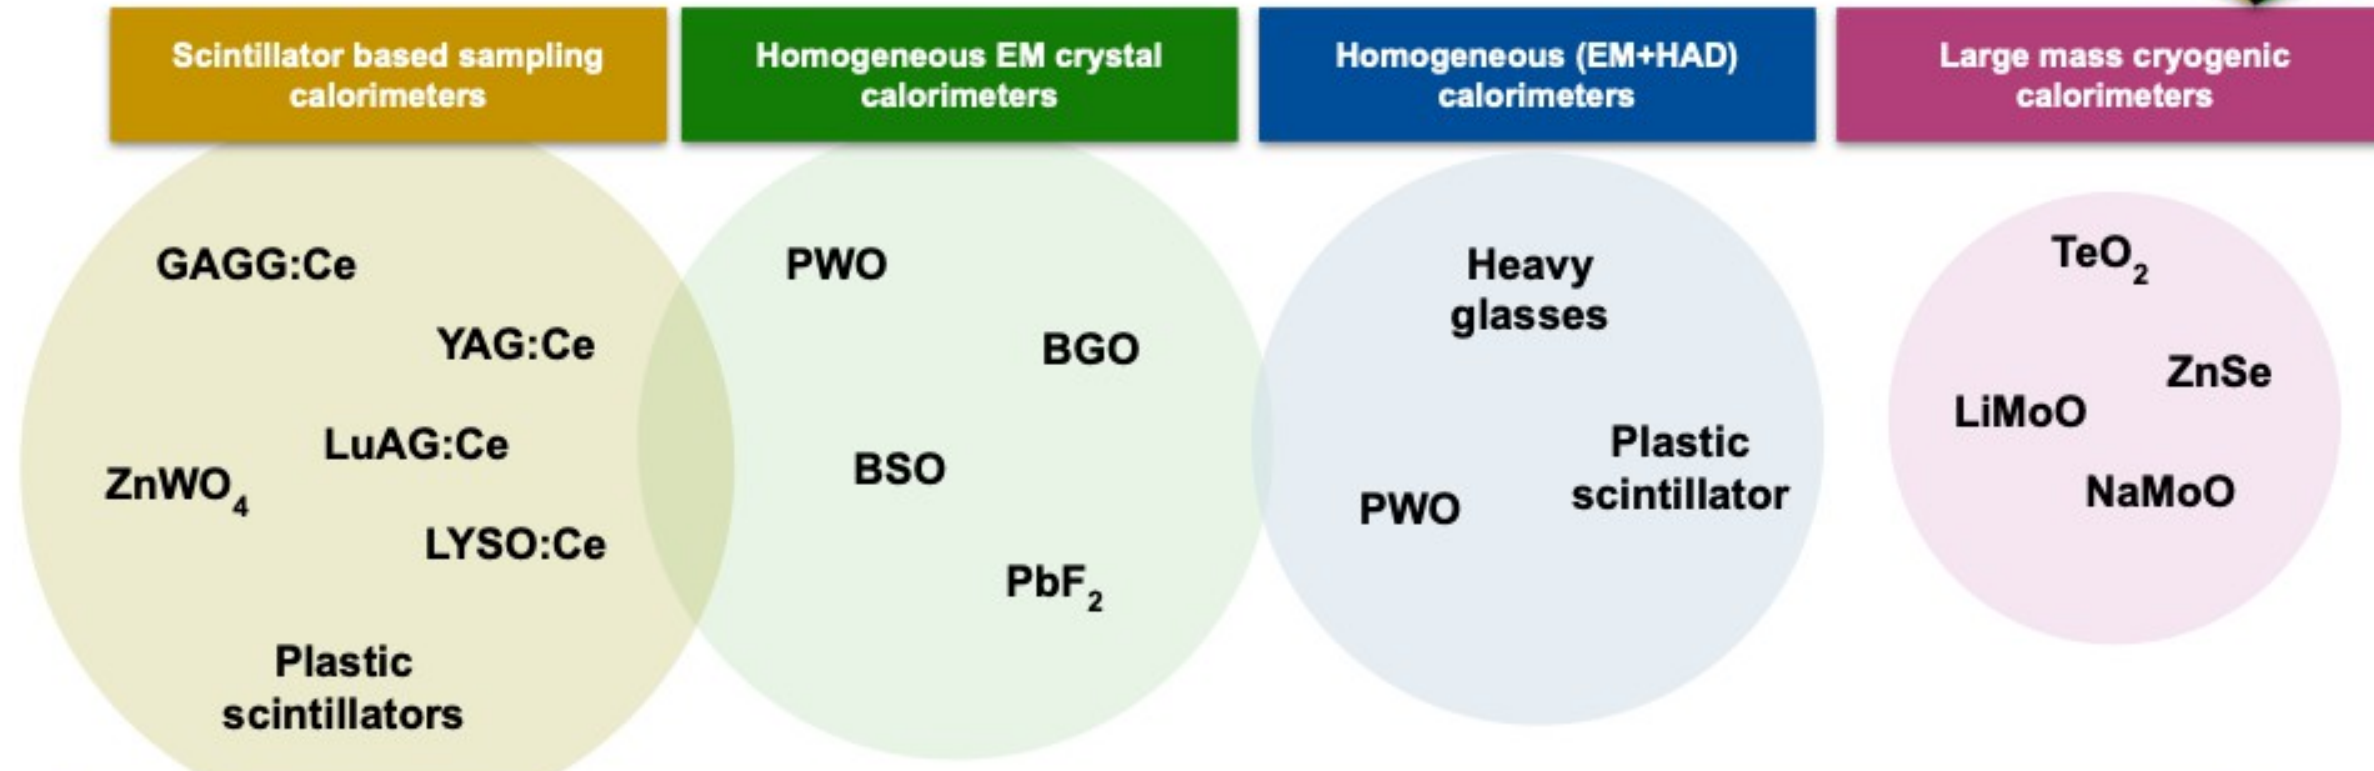 Scintillator based sampling
calorimeters
Homogeneous EM crystal
calorimeters
Homogeneous (EM+HAD)
calorimeters
Large mass cryogenic
calorimeters
GAGG:Ce
YAG:Ce
LuAG:Ce
ZnWO₄
LYSO:Ce
Plastic
scintillators
PWO
BGO
BSO
PbF₂
Heavy
glasses
Plastic
scintillator
PWO
TeO₂
ZnSe
LiMoO
NaMoO